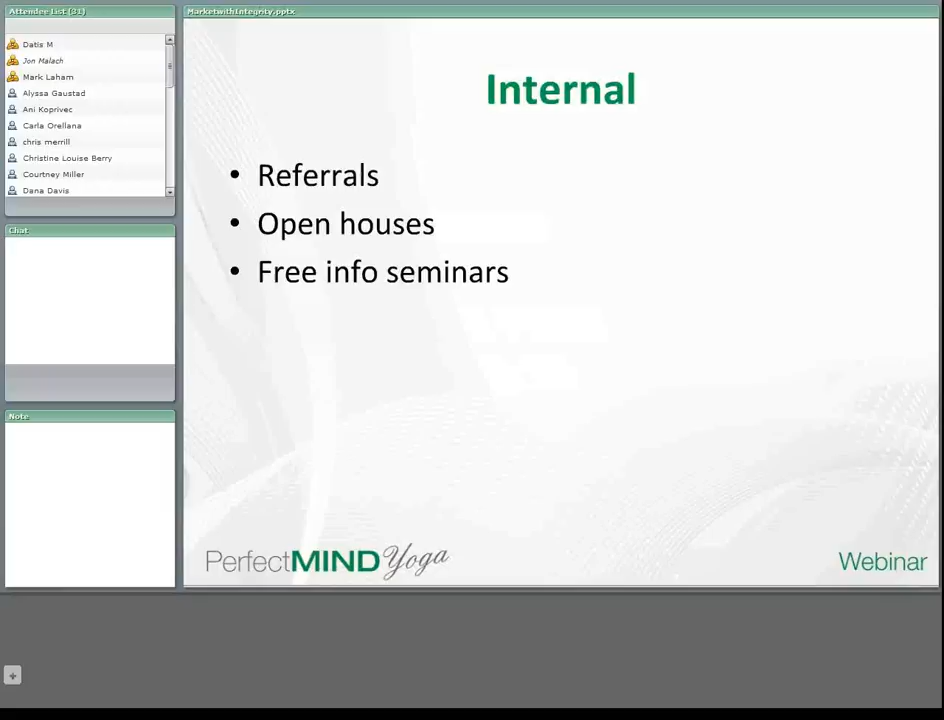 Attendee List (31)
Datis M
Jon Malach
Mark Laham
Alyssa Gaustad
Ani Koprivec
Carla Orellana
chris merrill
Christine Louise Berry
Courtney Miller
Dana Davis
Chat
Note
MarketwithIntegrity.pptx
Internal
• Referrals
• Open houses
• Free info seminars
PerfectMIND Yoga
Webinar